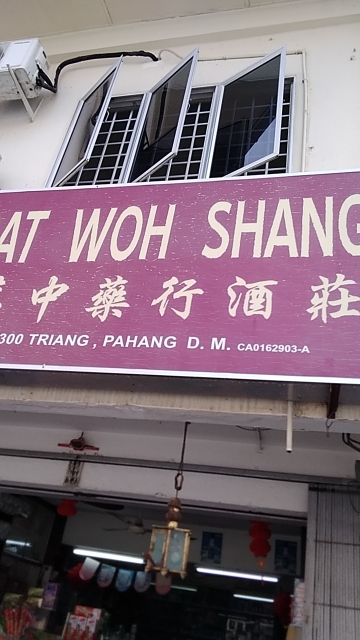 AT WOH SHANG
中藥行酒莊
300 TRIANG, PAHANG D. M. CA0162903-A